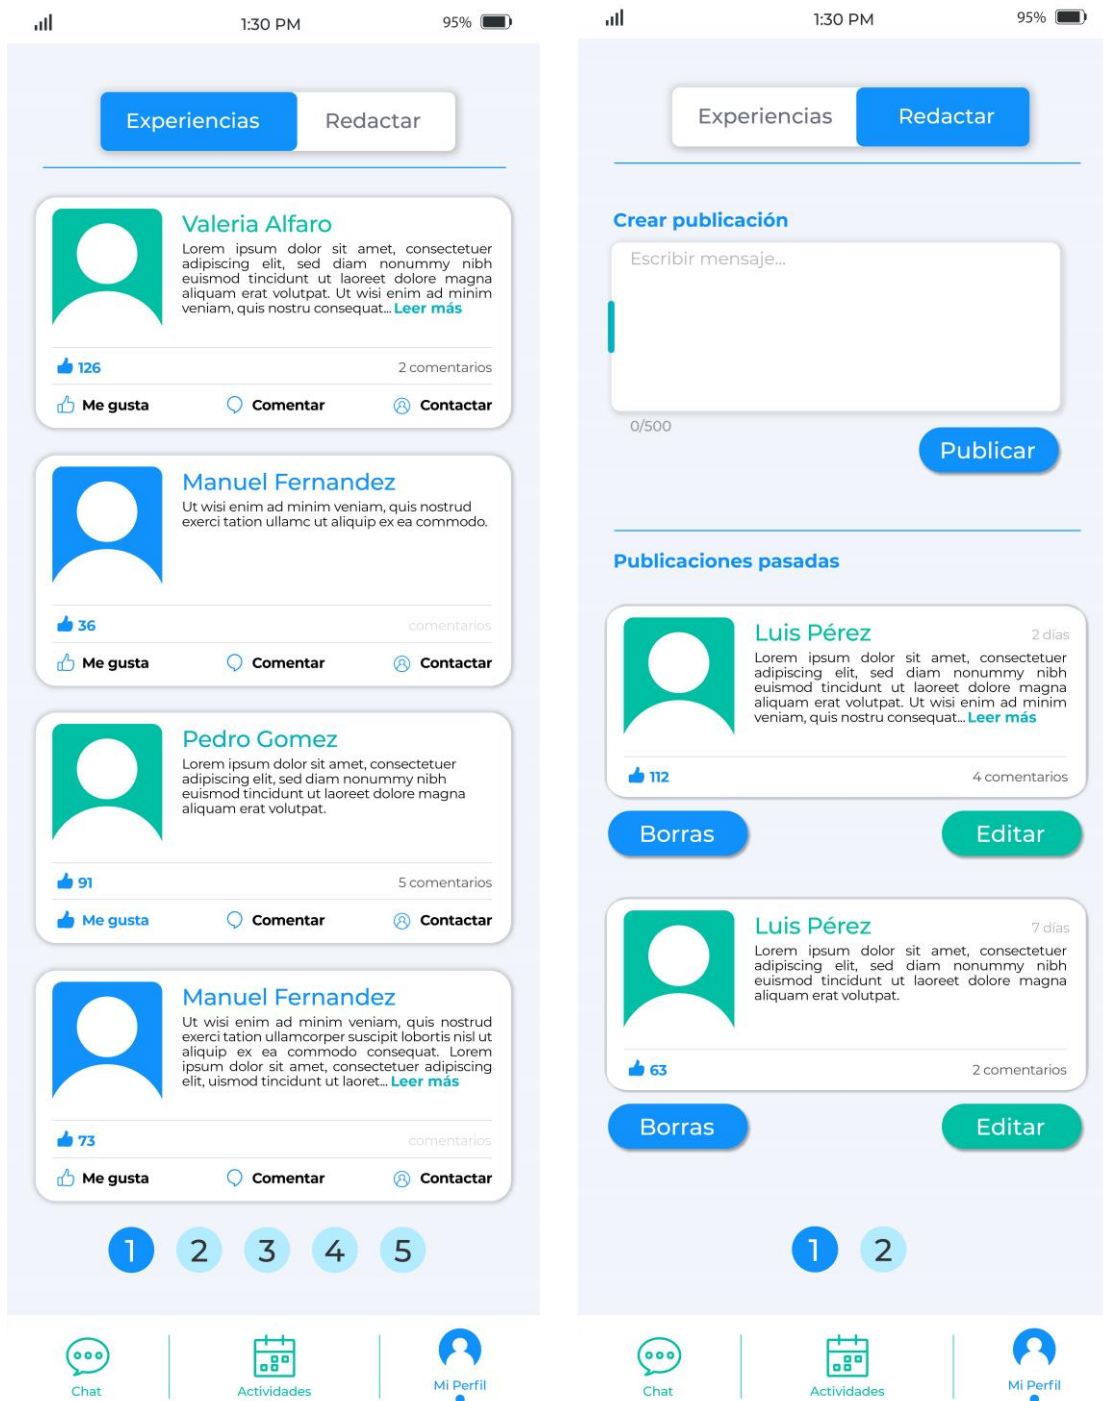 1:30 PM
95%
Experiencias
Redactar
Valeria Alfaro
Lorem ipsum dolor sit amet, consectetuer
adipiscing elit, sed diam nonummy nibh
euismod tincidunt ut laoreet dolore magna
aliquam erat volutpat. Ut wisi enim ad minim
veniam, quis nostru consequat... Leer más
126
2 comentarios
Me gusta
Comentar
Contactar
Manuel Fernandez
Ut wisi enim ad minim veniam, quis nostrud
exerci tation ullamc ut aliquip ex ea commodo.
36
comentarios
Me gusta
Comentar
Contactar
Pedro Gomez
Lorem ipsum dolor sit amet, consectetuer
adipiscing elit, sed diam nonummy nibh
euismod tincidunt ut laoreet dolore magna
aliquam erat volutpat.
91
5 comentarios
Me gusta
Comentar
Contactar
Manuel Fernandez
Ut wisi enim ad minim veniam, quis nostrud
exerci tation ullamcorper suscipit lobortis nisl ut
aliquip ex ea commodo consequat. Lorem
ipsum dolor sit amet, consectetuer adipiscing
elit, uismod tincidunt ut laoret... Leer más
73
comentarios
Me gusta
Comentar
Contactar
1 2 3 4 5
Chat
Actividades
Mi Perfil
1:30 PM
95%
Experiencias
Redactar
Crear publicación
Escribir mensaje...
0/500
Publicar
Publicaciones pasadas
Luis Pérez
2 días
Lorem ipsum dolor sit amet, consectetuer
adipiscing elit, sed diam nonummy nibh
euismod tincidunt ut laoreet dolore magna
aliquam erat volutpat. Ut wisi enim ad minim
veniam, quis nostru consequat... Leer más
112
4 comentarios
Borras
Editar
Luis Pérez
7 días
Lorem ipsum dolor sit amet, consectetuer
adipiscing elit, sed diam nonummy nibh
euismod tincidunt ut laoreet dolore magna
aliquam erat volutpat.
63
2 comentarios
Borras
Editar
1 2
Chat
Actividades
Mi Perfil